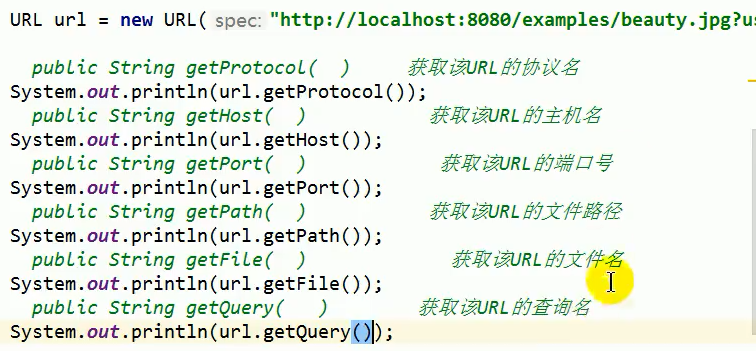 URL url = new URL( spec: "http://localhost:8080/examples/beauty.jpg?us
public String getProtocol(  )     获取该URL的协议名
System.out.println(url.getProtocol());
public String getHost(  )     获取该URL的主机名
System.out.println(url.getHost());
public String getPort(  )     获取该URL的端口号
System.out.println(url.getPort());
public String getPath(  )     获取该URL的文件路径
System.out.println(url.getPath());
public String getFile(  )     获取该URL的文件名
System.out.println(url.getFile());
public String getQuery(   )     获取该URL的查询名
System.out.println(url.getQuery());